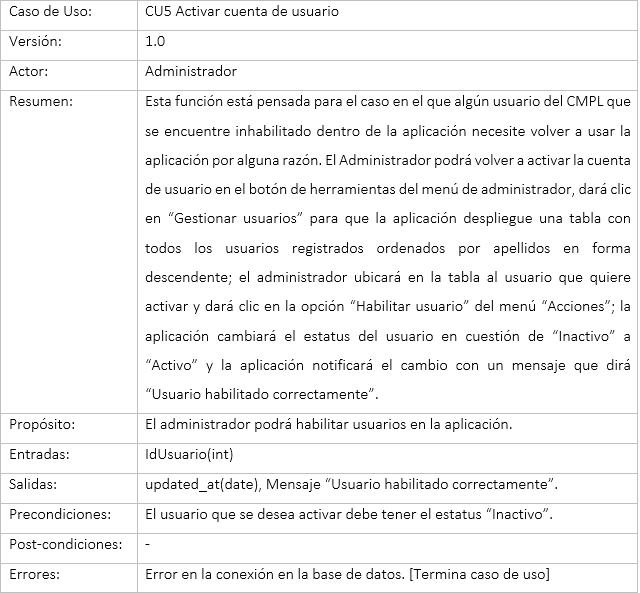 Caso de Uso: CU5 Activar cuenta de usuario
Versión: 1.0
Actor: Administrador
Resumen: Esta función está pensada para el caso en el que algún usuario del CMPL que
se encuentre inhabilitado dentro de la aplicación necesite volver a usar la
aplicación por alguna razón. El Administrador podrá volver a activar la cuenta
de usuario en el botón de herramientas del menú de administrador, dará clic
en “Gestionar usuarios” para que la aplicación despliegue una tabla con
todos los usuarios registrados ordenados por apellidos en forma
descendente; el administrador ubicará en la tabla al usuario que quiere
activar y dará clic en la opción “Habilitar usuario” del menú “Acciones”; la
aplicación cambiará el estatus del usuario en cuestión de “Inactivo” a
“Activo” y la aplicación notificará el cambio con un mensaje que dirá
“Usuario habilitado correctamente”.
Propósito: El administrador podrá habilitar usuarios en la aplicación.
Entradas: IdUsuario(int)
Salidas: updated_at(date), Mensaje “Usuario habilitado correctamente”.
Precondiciones: El usuario que se desea activar debe tener el estatus “Inactivo”.
Post-condiciones: -
Errores: Error en la conexión en la base de datos. [Termina caso de uso]